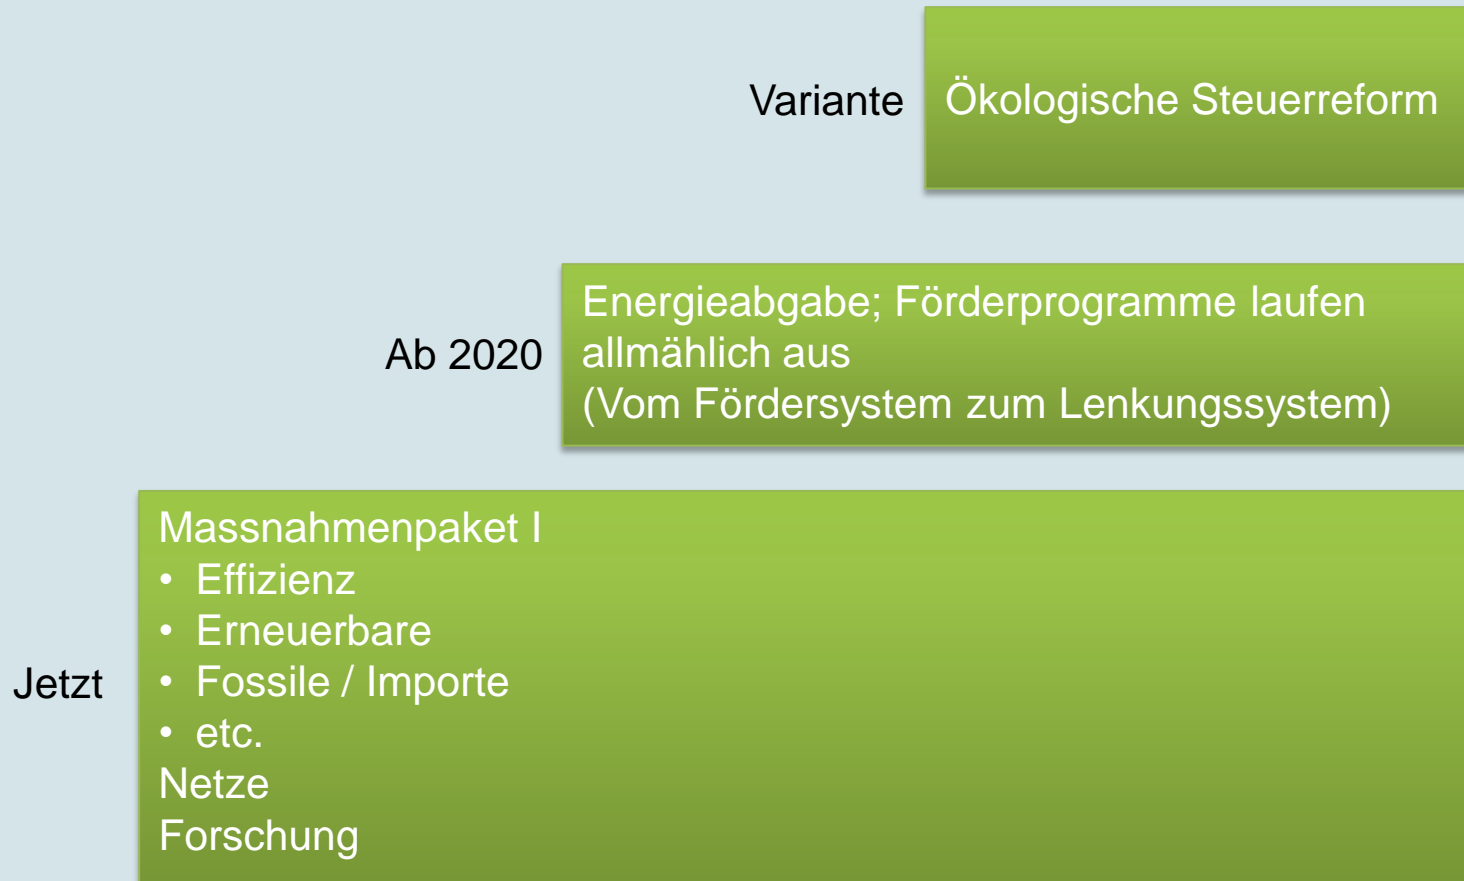 Variante
Ökologische Steuerreform
Ab 2020
Energieabgabe; Förderprogramme laufen
allmählich aus
(Vom Fördersystem zum Lenkungssystem)
Jetzt
Massnahmenpaket I
• Effizienz
• Erneuerbare
• Fossile / Importe
• etc.
Netze
Forschung